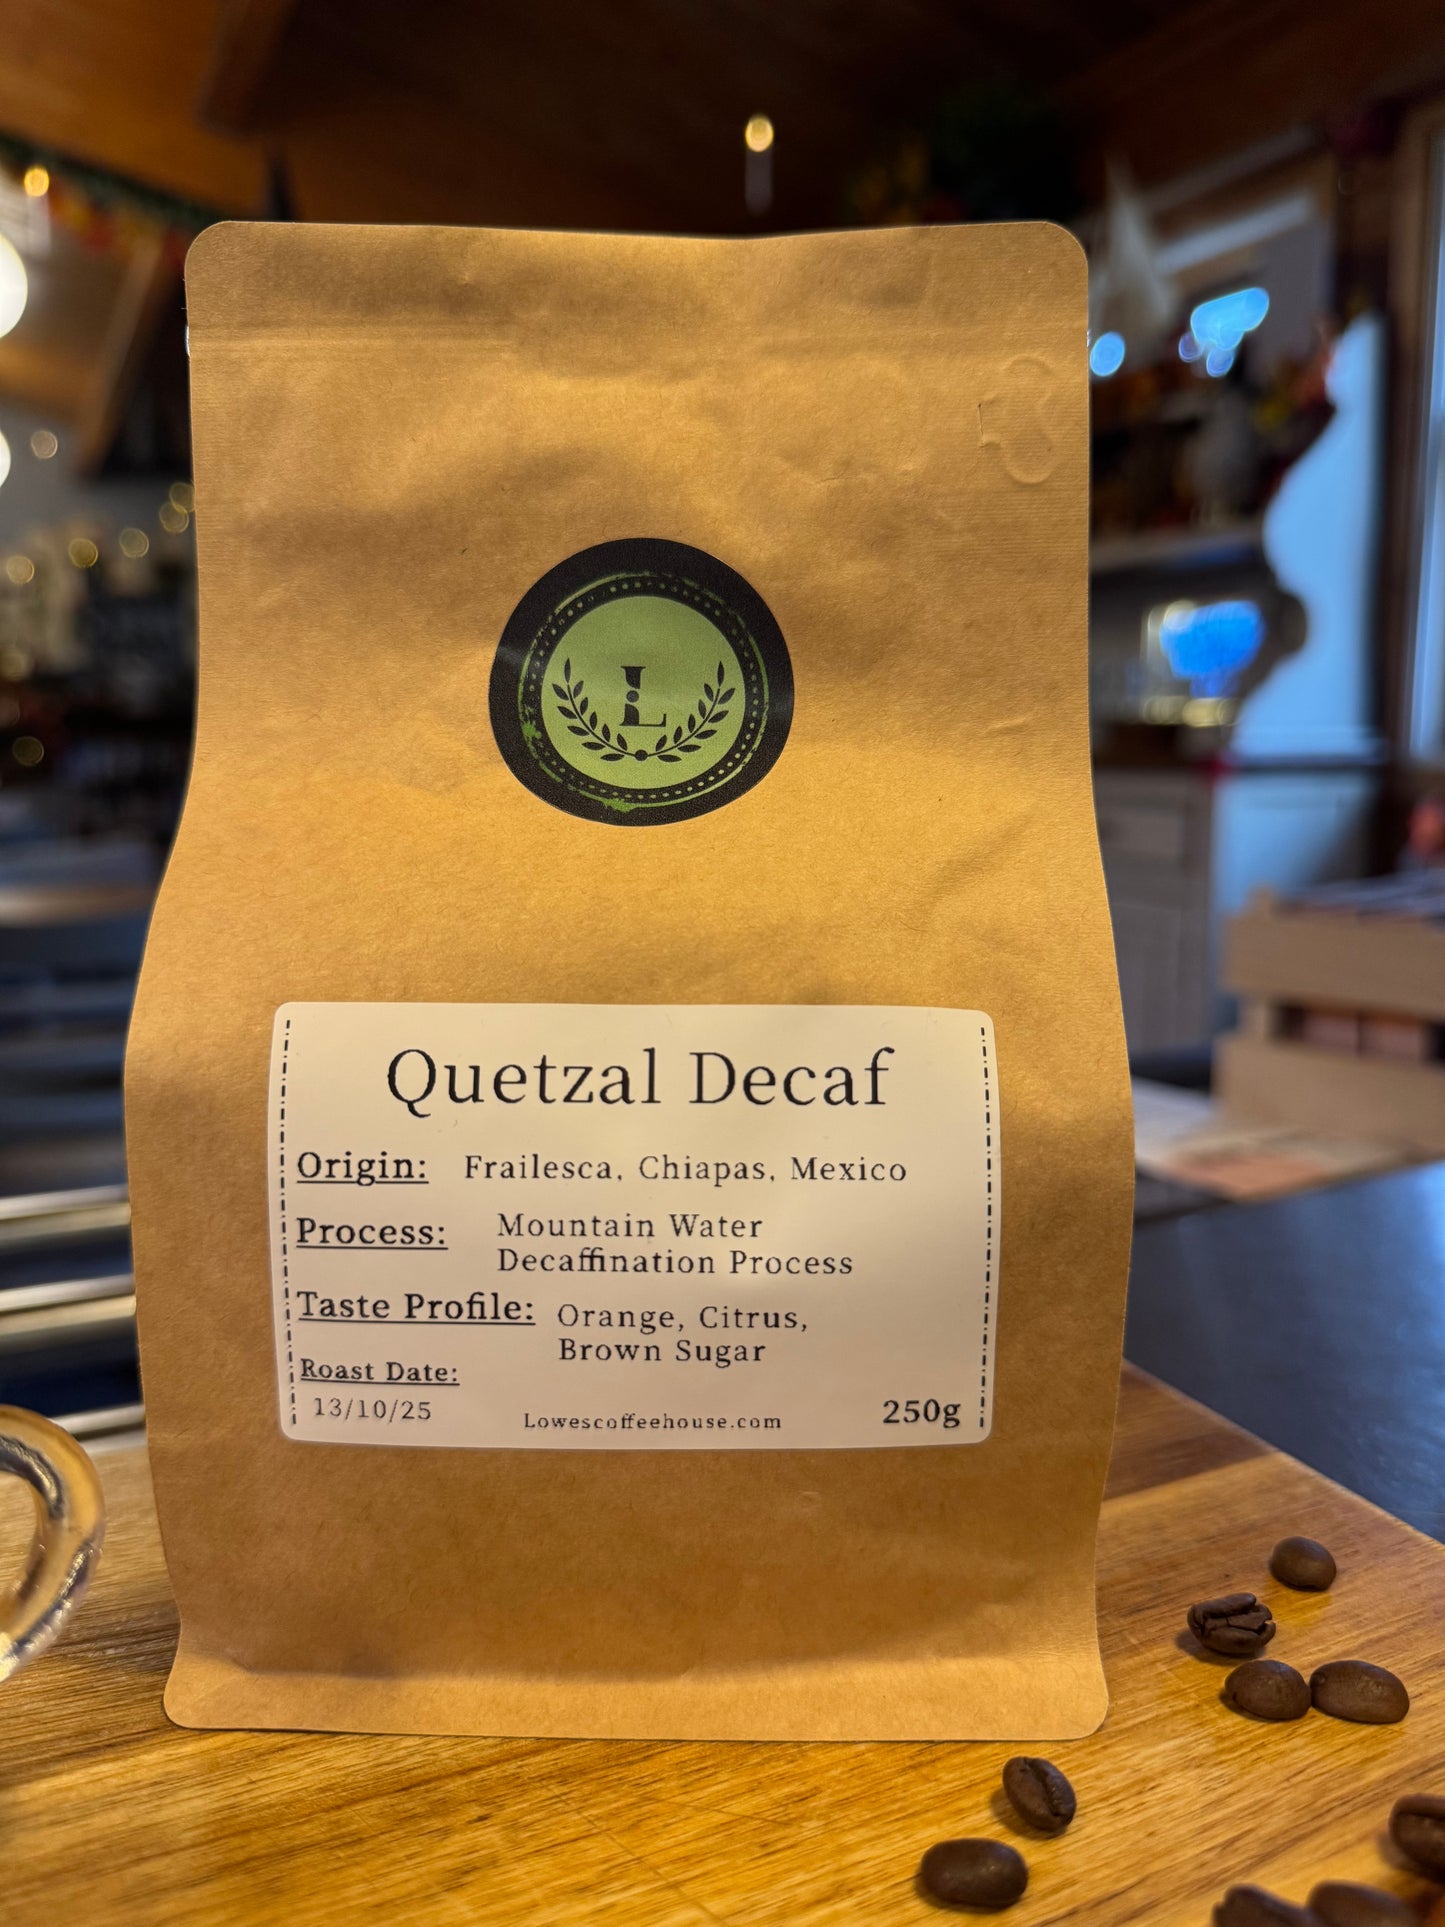 L
Quetzal Decaf
Origin: Frailesca, Chiapas, Mexico
Process: Mountain Water
Decaffination Process
Taste Profile: Orange, Citrus,
Brown Sugar
Roast Date:
13/10/25
Lowescoffeehouse.com
250g